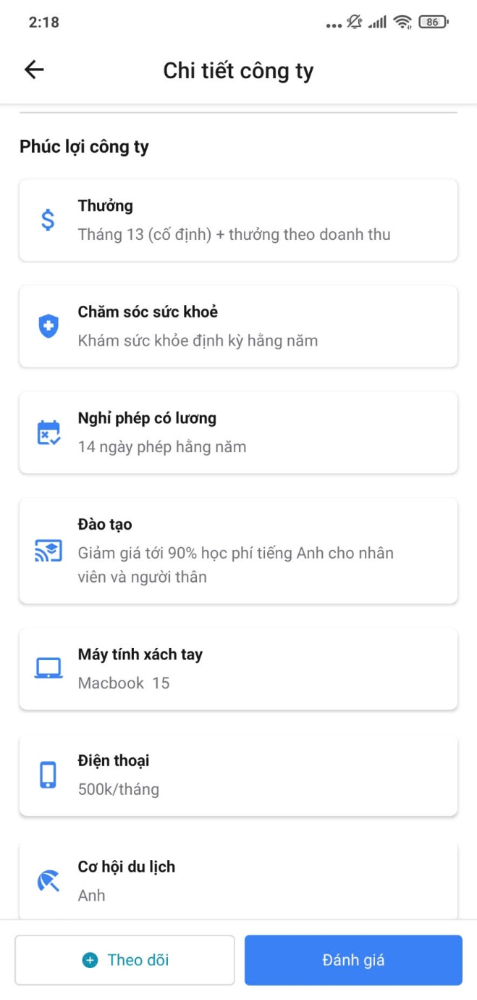 2:18
86
Chi tiết công ty
Phúc lợi công ty
Thưởng
Tháng 13 (cố định) + thưởng theo doanh thu
Chăm sóc sức khoẻ
Khám sức khỏe định kỳ hằng năm
Nghỉ phép có lương
14 ngày phép hằng năm
Đào tạo
Giảm giá tới 90% học phí tiếng Anh cho nhân
viên và người thân
Máy tính xách tay
Macbook  15
Điện thoại
500k/tháng
Cơ hội du lịch
Anh
Theo dõi
Đánh giá